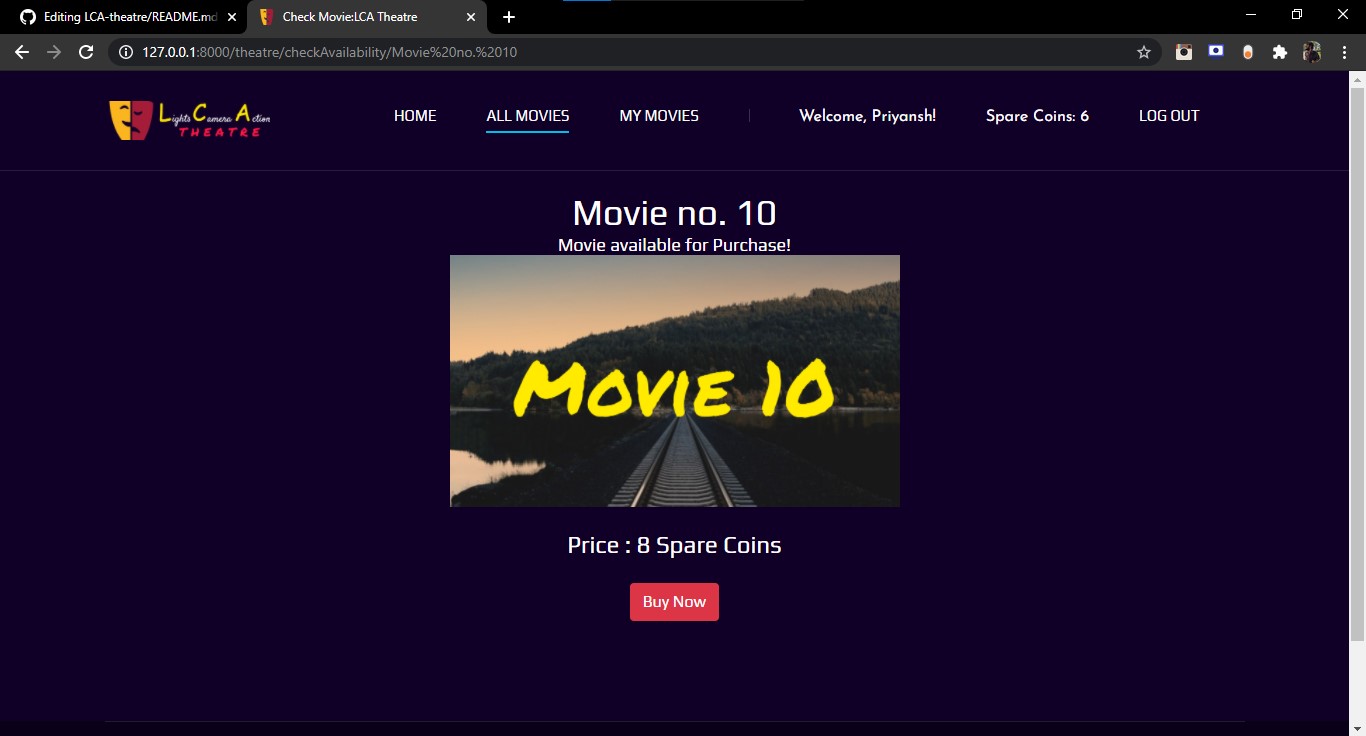 Editing LCA-theatre/README.md
Check Movie:LCA Theatre
127.0.0.1:8000/theatre/checkAvailability/Movie%20no.%2010
Lights Camera Action
THEATRE
HOME
ALL MOVIES
MY MOVIES
Welcome, Priyansh!
Spare Coins: 6
LOG OUT
Movie no. 10
Movie available for Purchase!
Movie 10
Price : 8 Spare Coins
Buy Now